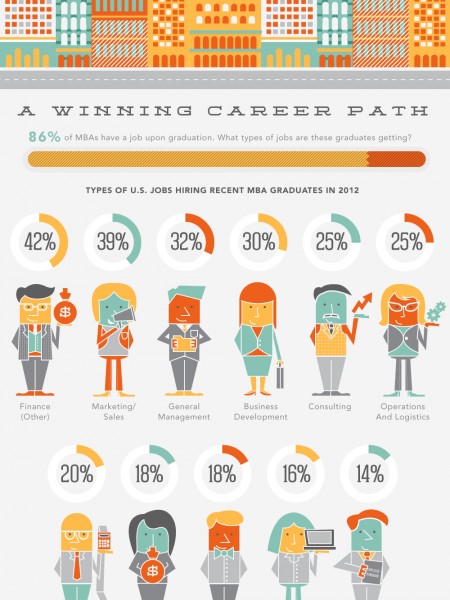 A WINNING CAREER PATH
86% of MBAs have a job upon graduation. What types of jobs are these graduates getting?
TYPES OF U.S. JOBS HIRING RECENT MBA GRADUATES IN 2012
42% 39% 32% 30% 25% 25%
$
Finance Marketing/ General Business Consulting Operations
(Other) Sales Management Development And Logistics
20% 18% 18% 16% 14%
$